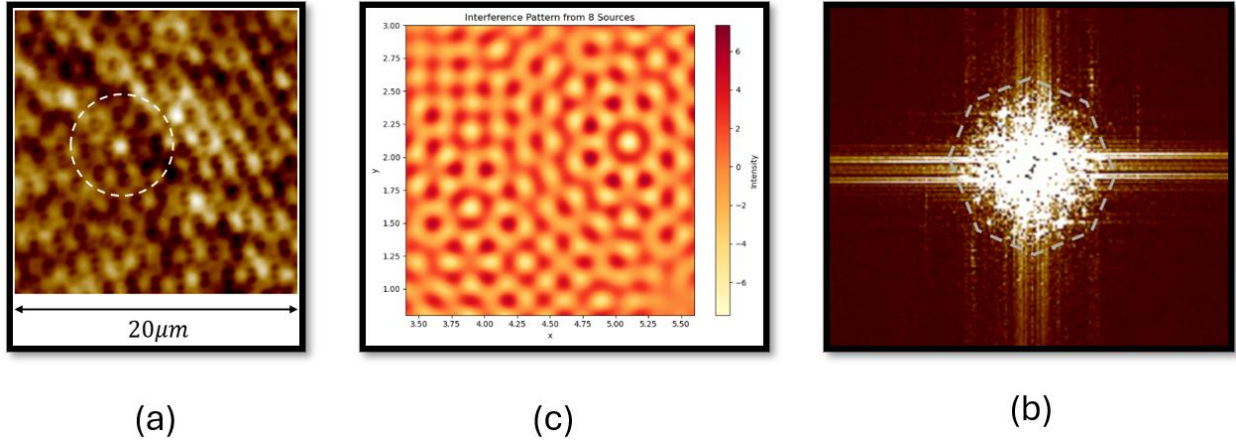 Interference Pattern from 8 Sources
3.00
2.75
2.50
2.25
2.00
1.75
1.50
1.25
1.00
y
3.50 3.75 4.00 4.25 4.50 4.75 5.00 5.25 5.50
x
6
4
2
0
−2
−4
−6
Intensity
20μm
(a)
(c)
(b)